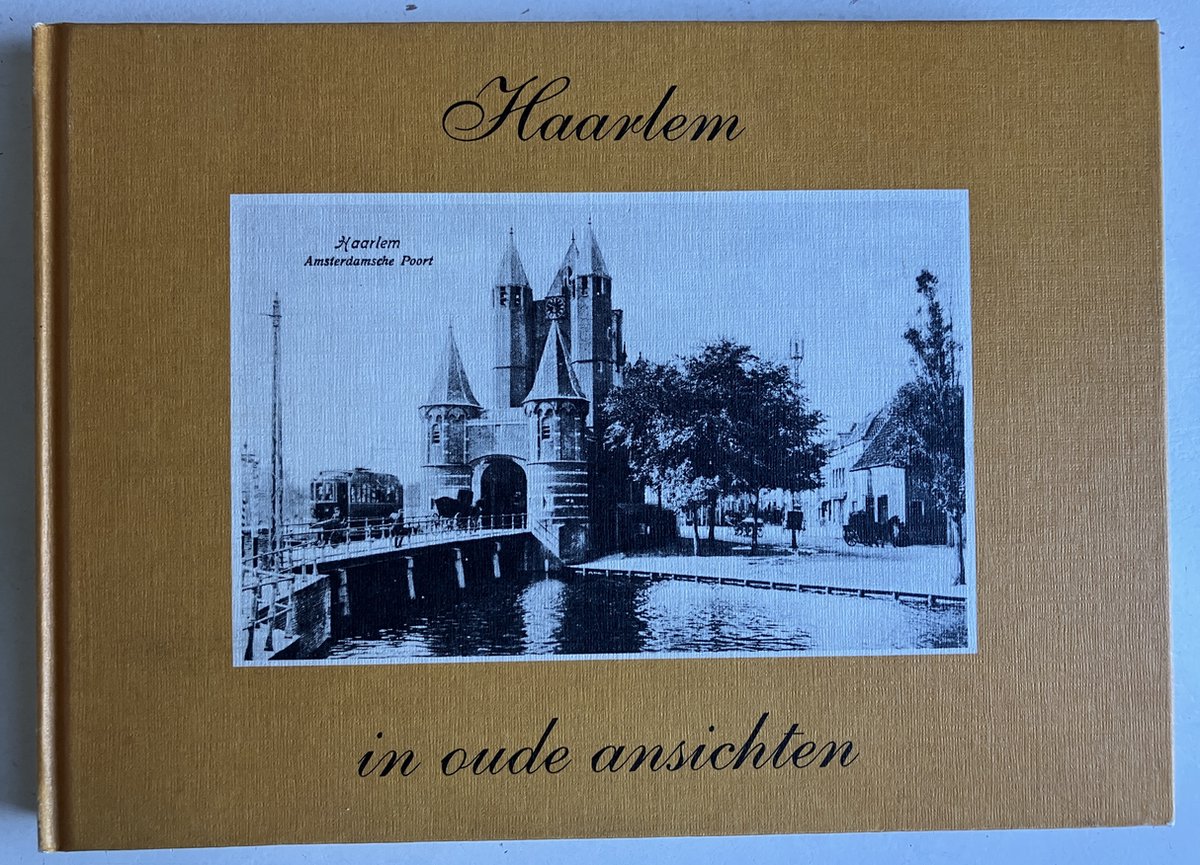 Haarlem
Haarlem
Amsterdamsche Poort
in oude ansichten